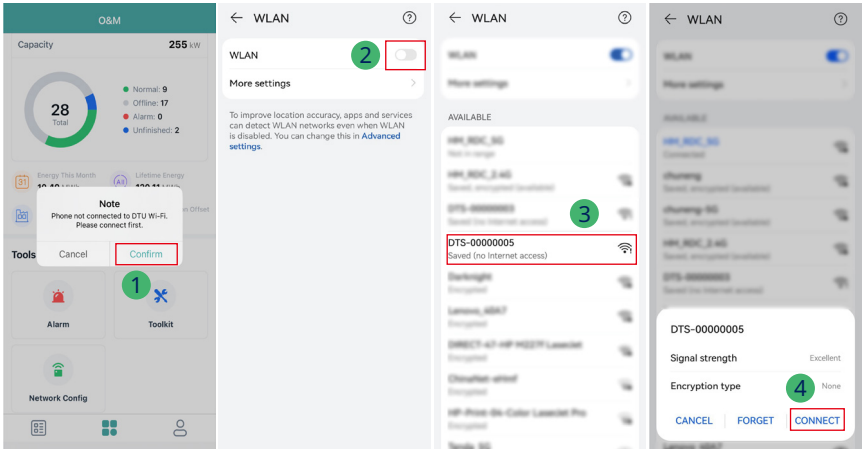 O&M
Capacity
255 kW
28
Total
Normal: 9
Offline: 17
Alarm: 0
Unfinished: 2
Energy This Month
Lifetime Energy
Note
Phone not connected to DTU Wi-Fi.
Please connect first.
Cancel
Confirm
1
Tools
Alarm
Toolkit
Network Config
WLAN
WLAN
2
More settings
To improve location accuracy, apps and services
can detect WLAN networks even when WLAN
is disabled. You can change this in Advanced
settings.
WLAN
WLAN
More settings
AVAILABLE
HM_RDC_5G
Not in range
HM_RDC_2.4G
Saved, encrypted (available)
DTS-00000003
Saved (no Internet access)
3
DTS-00000005
Saved (no Internet access)
Darknight
Encrypted
Encrypted
Encrypted
Encrypted
Encrypted
WLAN
WLAN
More settings
AVAILABLE
HM_RDC_5G
Connected
chureng
Saved, encrypted (available)
chureng-5G
Saved, encrypted (available)
HM_RDC_2.4G
Saved, encrypted (available)
DTS-00000003
Saved (no Internet access)
DTS-00000005
Signal strength
Excellent
Encryption type
4
None
CANCEL
FORGET
CONNECT